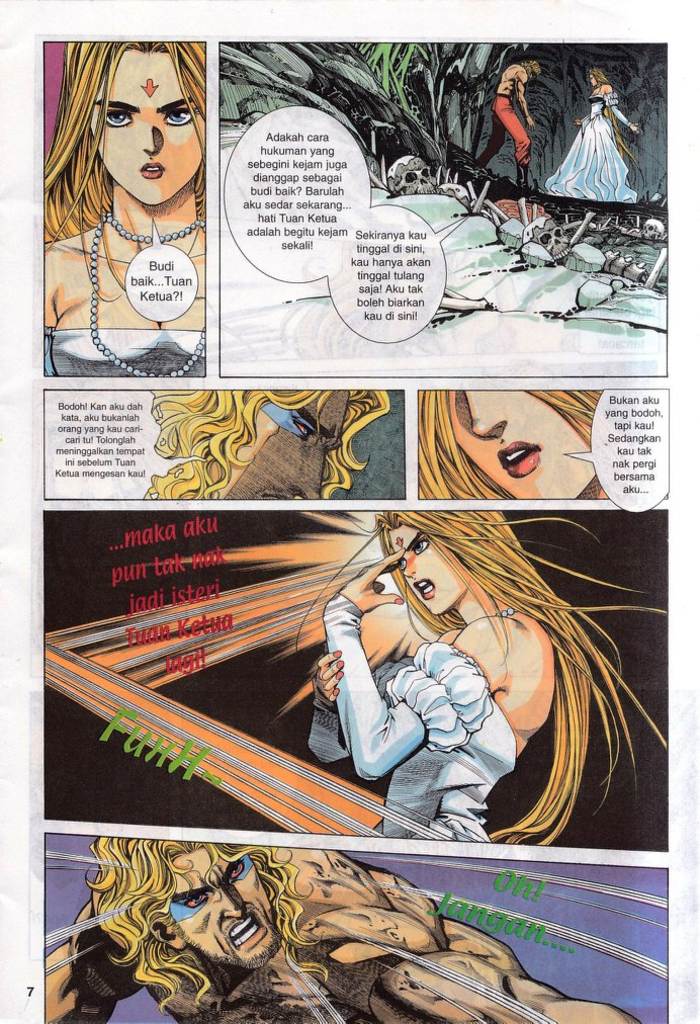 Budi
baik...Tuan
Ketua?!
Adakah cara
hukuman yang
sebegini kejam juga
dianggap sebagai
budi baik? Barulah
aku sedar sekarang...
hati Tuan Ketua
adalah begitu kejam
sekali!
Sekiranya kau
tinggal di sini,
kau hanya akan
tinggal tulang
saja! Aku tak
boleh biarkan
kau di sini!
Bodoh! Kan aku dah
kata, aku bukanlah
orang yang kau cari-
cari tu! Tolonglah
meninggalkan tempat
ini sebelum Tuan
Ketua mengesan kau!
Bukan aku
yang bodoh,
tapi kau!
Sedangkan
kau tak
nak pergi
bersama
aku...
...maka aku
pun tak nak
jadi isteri
Tuan Ketua
lagi!
FunH~
Oh!
Jangan....
7